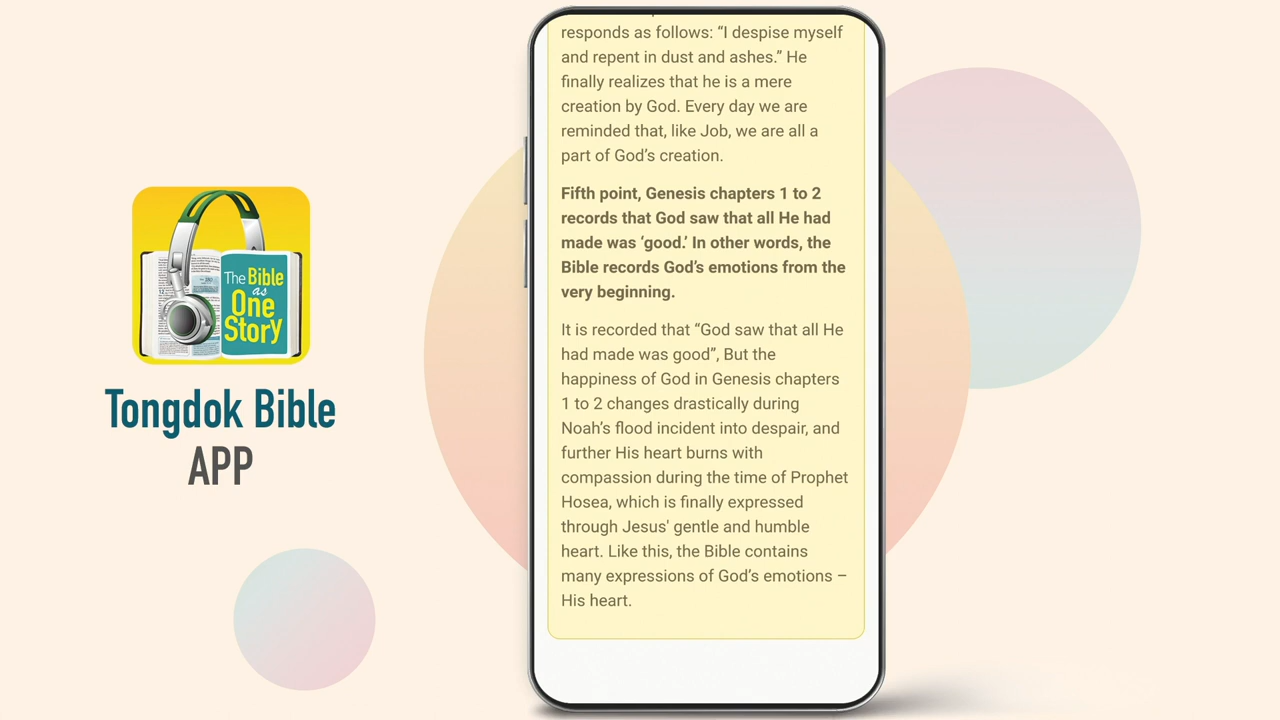 The Bible
as
One
Story
Tongdok Bible
APP
responds as follows: “I despise myself
and repent in dust and ashes.” He
finally realizes that he is a mere
creation by God. Every day we are
reminded that, like Job, we are all a
part of God’s creation.
Fifth point, Genesis chapters 1 to 2
records that God saw that all He had
made was ‘good.’ In other words, the
Bible records God’s emotions from the
very beginning.
It is recorded that “God saw that all He
had made was good”, But the
happiness of God in Genesis chapters
1 to 2 changes drastically during
Noah’s flood incident into despair, and
further His heart burns with
compassion during the time of Prophet
Hosea, which is finally expressed
through Jesus' gentle and humble
heart. Like this, the Bible contains
many expressions of God’s emotions –
His heart.